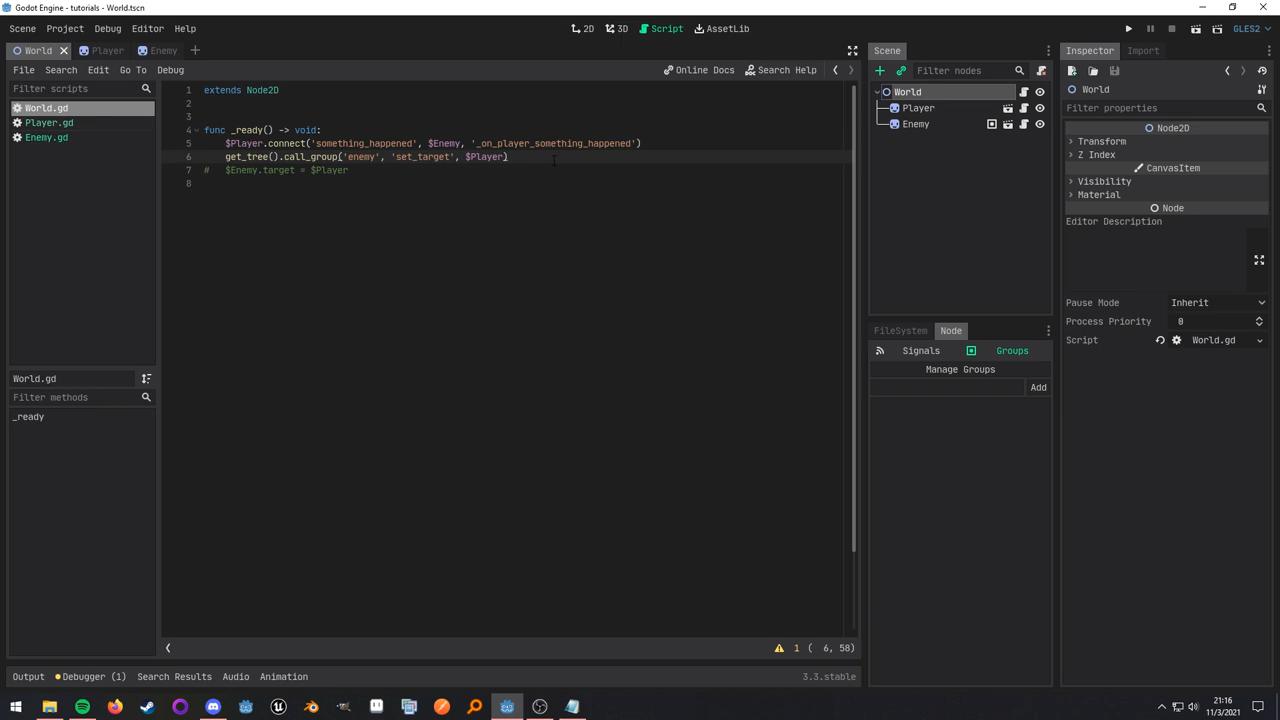 Godot Engine - tutorials - World.tscn
Scene Project Debug Editor Help
2D 3D Script AssetLib
GLES2
World Player Enemy
File Search Edit Go To Debug
Online Docs Search Help
Filter scripts
World.gd
Player.gd
Enemy.gd
World.gd
Filter methods
_ready
1 extends Node2D
2
3
4 func _ready() -> void:
5 $Player.connect('something_happened', $Enemy, '_on_player_something_happened')
6 get_tree().call_group('enemy', 'set_target', $Player)
7 # $Enemy.target = $Player
8
1 ( 6, 58)
Output Debugger (1) Search Results Audio Animation
3.3.stable
Scene
Filter nodes
World
Player
Enemy
FileSystem Node
Signals Groups
Manage Groups
Add
Inspector Import
World
Filter properties
Node2D
Transform
Z Index
CanvasItem
Visibility
Material
Node
Editor Description
Pause Mode Inherit
Process Priority 0
Script World.gd
21:16
11/3/2021